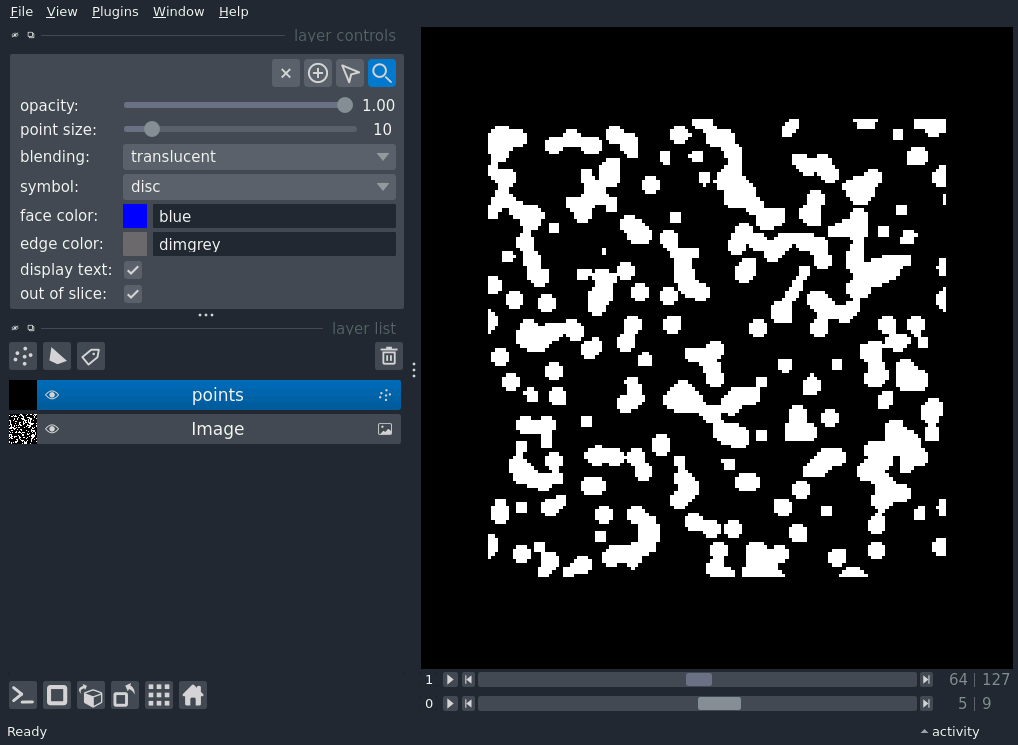 File View Plugins Window Help
layer controls
opacity: 1.00
point size: 10
blending: translucent
symbol: disc
face color: blue
edge color: dimgrey
display text:
out of slice:
layer list
points
Image
1 64 | 127
0 5 | 9
Ready activity